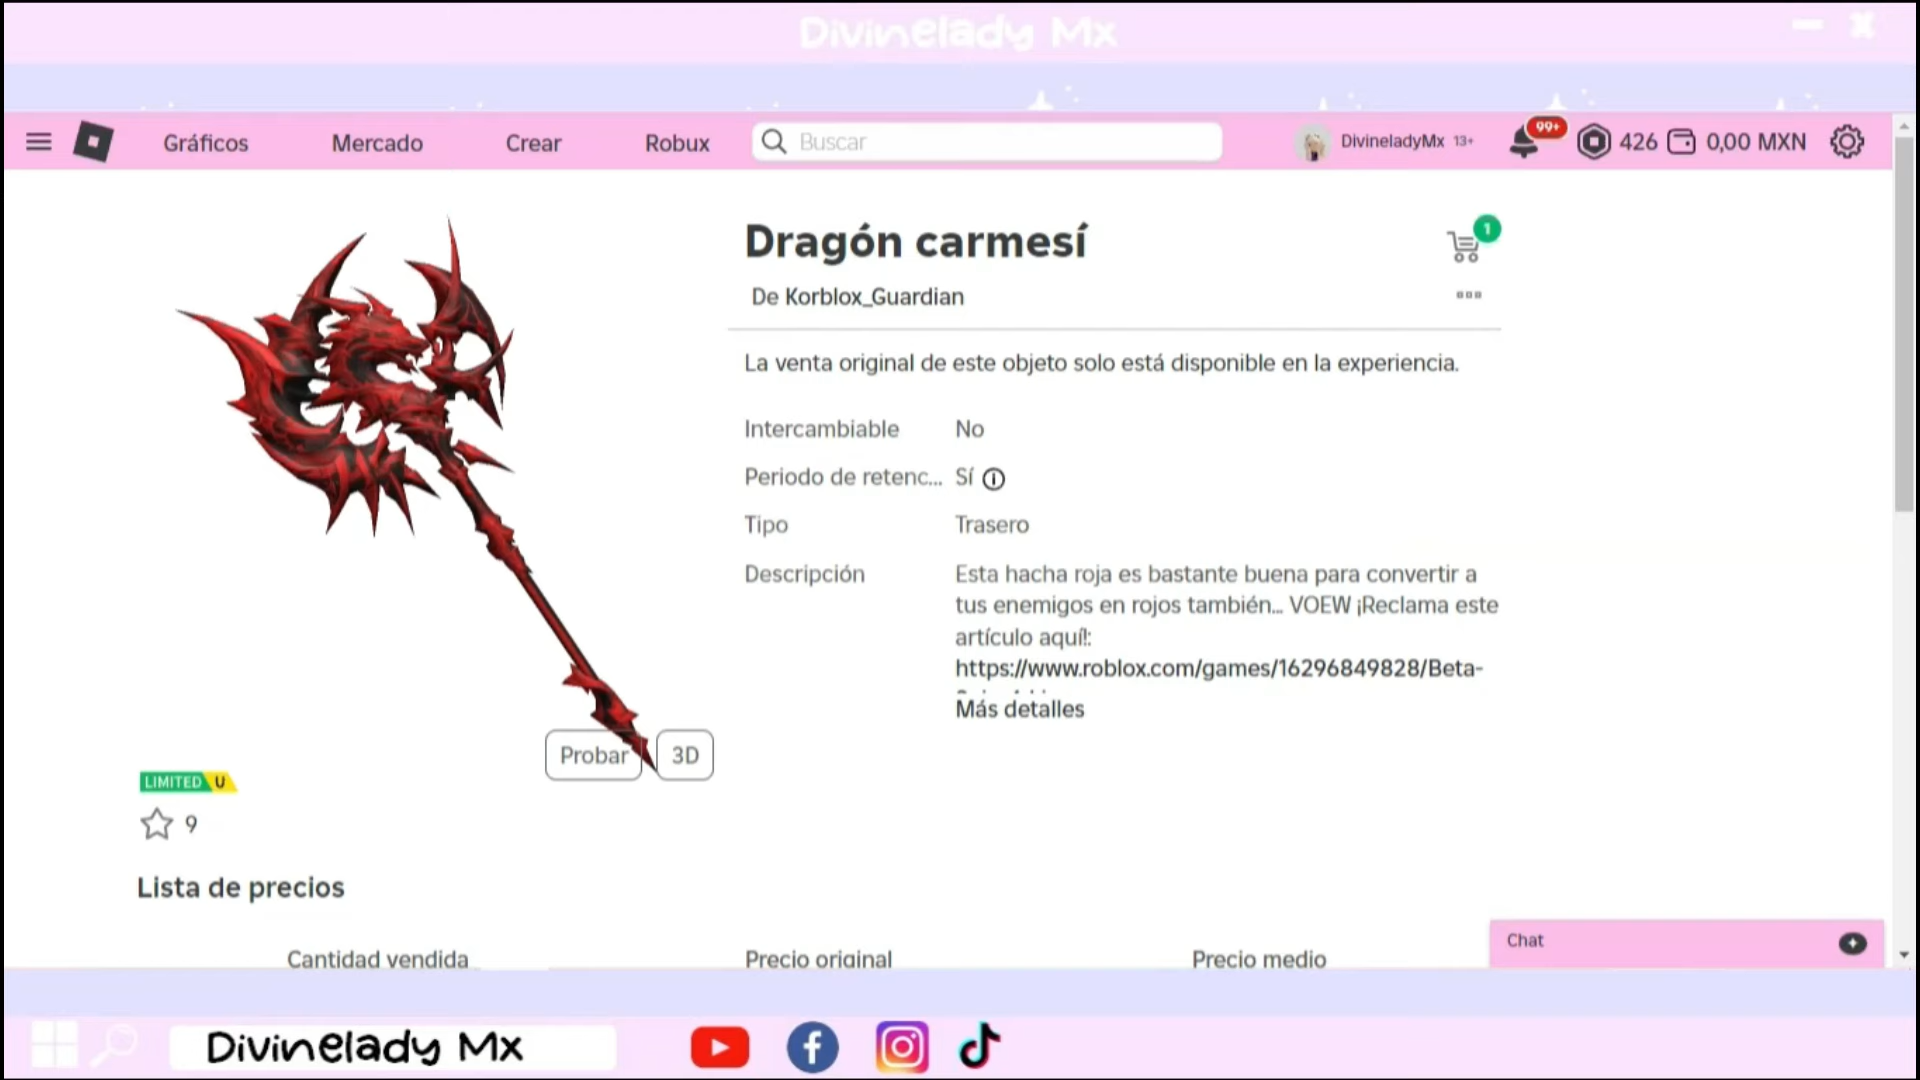 Divinelady Mx
Gráficos Mercado Crear Robux Buscar DivineladyMx 13+ 99+ 426 0,00 MXN
Dragón carmesí
1
De Korblox_Guardian
La venta original de este objeto solo está disponible en la experiencia.
Intercambiable No
Periodo de retenc... Sí
Tipo Trasero
Descripción Esta hacha roja es bastante buena para convertir a
tus enemigos en rojos también... VOEW ¡Reclama este
artículo aquí!:
https://www.roblox.com/games/16296849828/Beta-
Más detalles
Probar 3D
LIMITED U
9
Lista de precios
Cantidad vendida Precio original Precio medio
Chat
Divinelady Mx